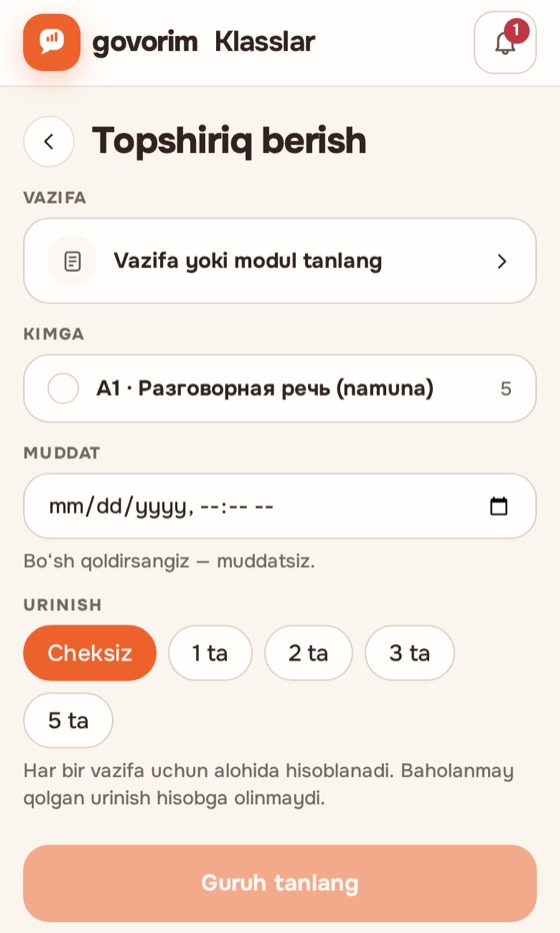 govorim Klasslar
1
Topshiriq berish
VAZIFA
Vazifa yoki modul tanlang
KIMGA
A1 · Разговорная речь (namuna) 5
MUDDAT
mm/dd/yyyy, --:-- --
Bo‘sh qoldirsangiz — muddatsiz.
URINISH
Cheksiz 1 ta 2 ta 3 ta
5 ta
Har bir vazifa uchun alohida hisoblanadi. Baholanmay
qolgan urinish hisobga olinmaydi.
Guruh tanlang